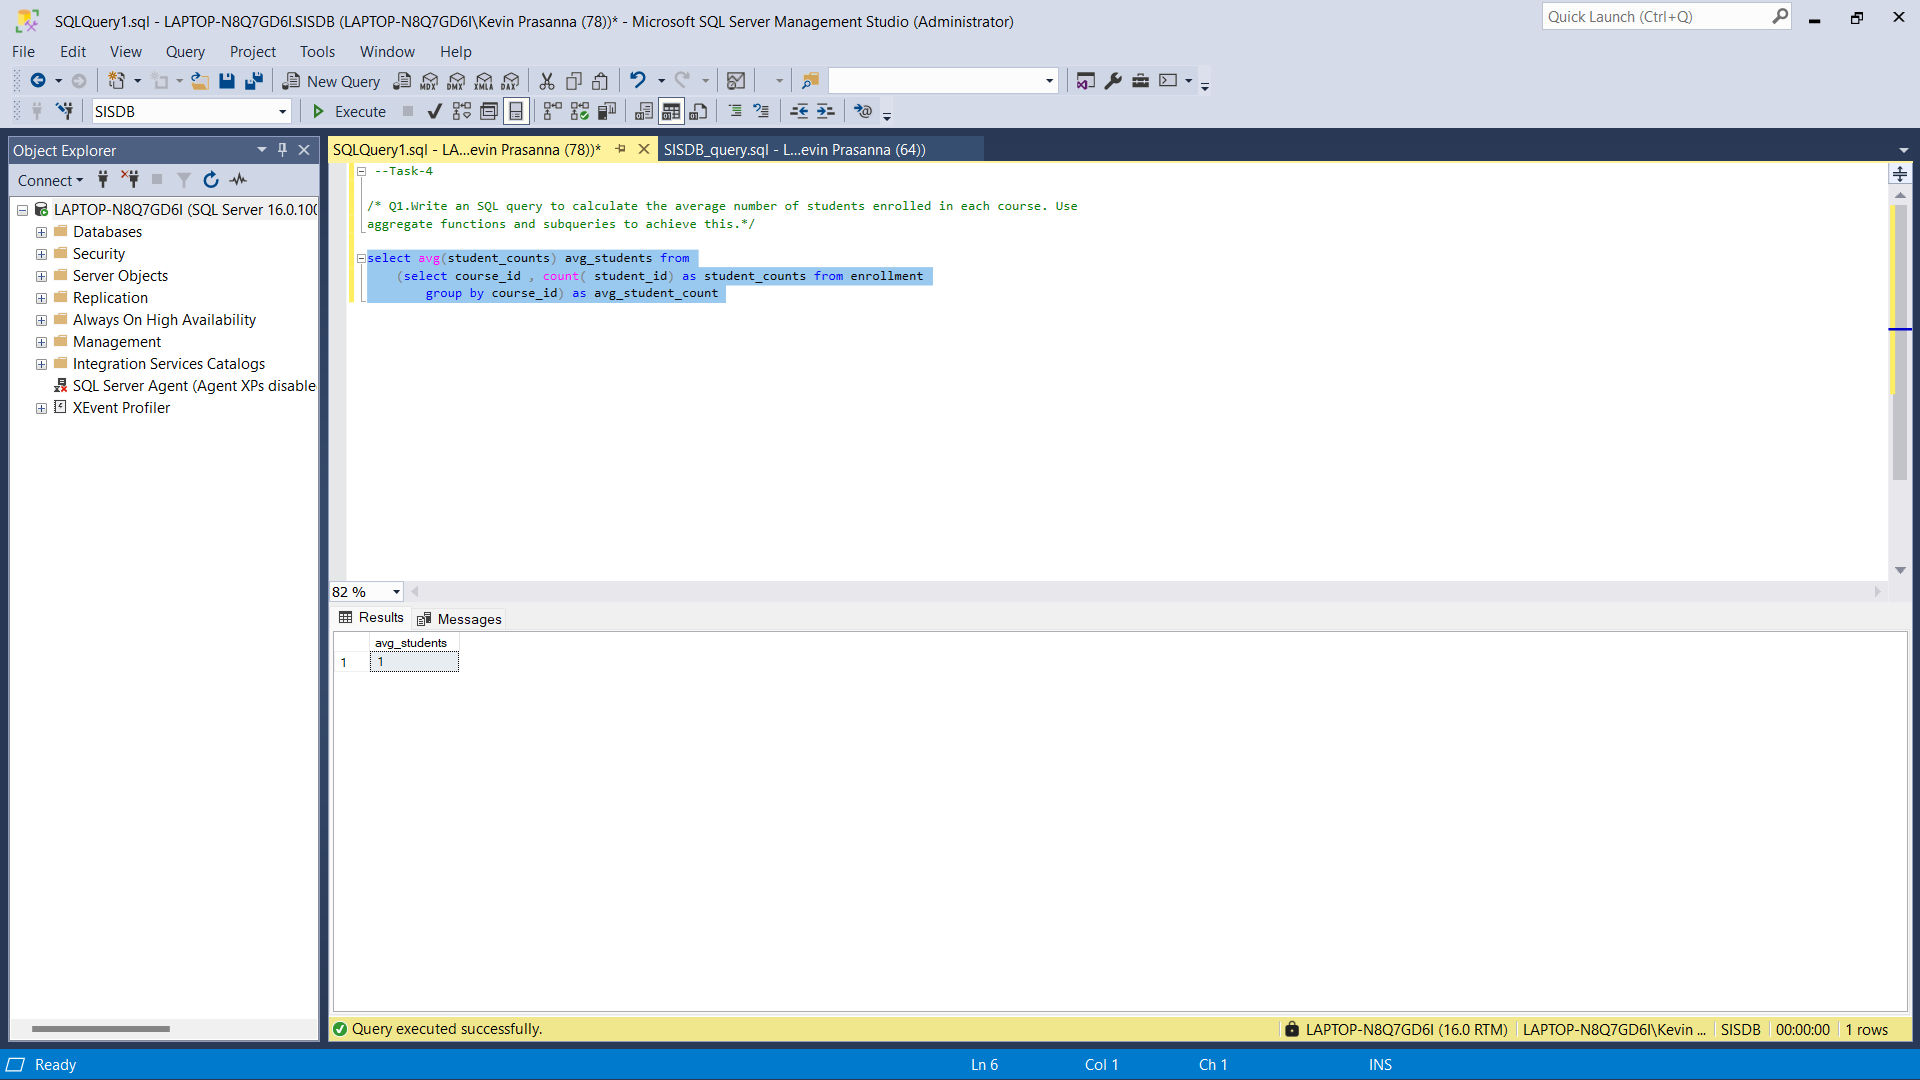 SQLQuery1.sql - LAPTOP-N8Q7GD6I.SISDB (LAPTOP-N8Q7GD6I\Kevin Prasanna (78))* - Microsoft SQL Server Management Studio (Administrator)
Quick Launch (Ctrl+Q)
File Edit View Query Project Tools Window Help
New Query
MDX DMX XMLA DAX
SISDB Execute
Object Explorer
SQLQuery1.sql - LA...evin Prasanna (78))* SISDB_query.sql - L...evin Prasanna (64))
Connect
LAPTOP-N8Q7GD6I (SQL Server 16.0.100
Databases
Security
Server Objects
Replication
Always On High Availability
Management
Integration Services Catalogs
SQL Server Agent (Agent XPs disable
XEvent Profiler
--Task-4
/* Q1.Write an SQL query to calculate the average number of students enrolled in each course. Use
aggregate functions and subqueries to achieve this.*/
select avg(student_counts) avg_students from
(select course_id , count( student_id) as student_counts from enrollment
group by course_id) as avg_student_count
82 %
Results Messages
avg_students
1 1
Query executed successfully. LAPTOP-N8Q7GD6I (16.0 RTM) LAPTOP-N8Q7GD6I\Kevin ... SISDB 00:00:00 1 rows
Ready Ln 6 Col 1 Ch 1 INS